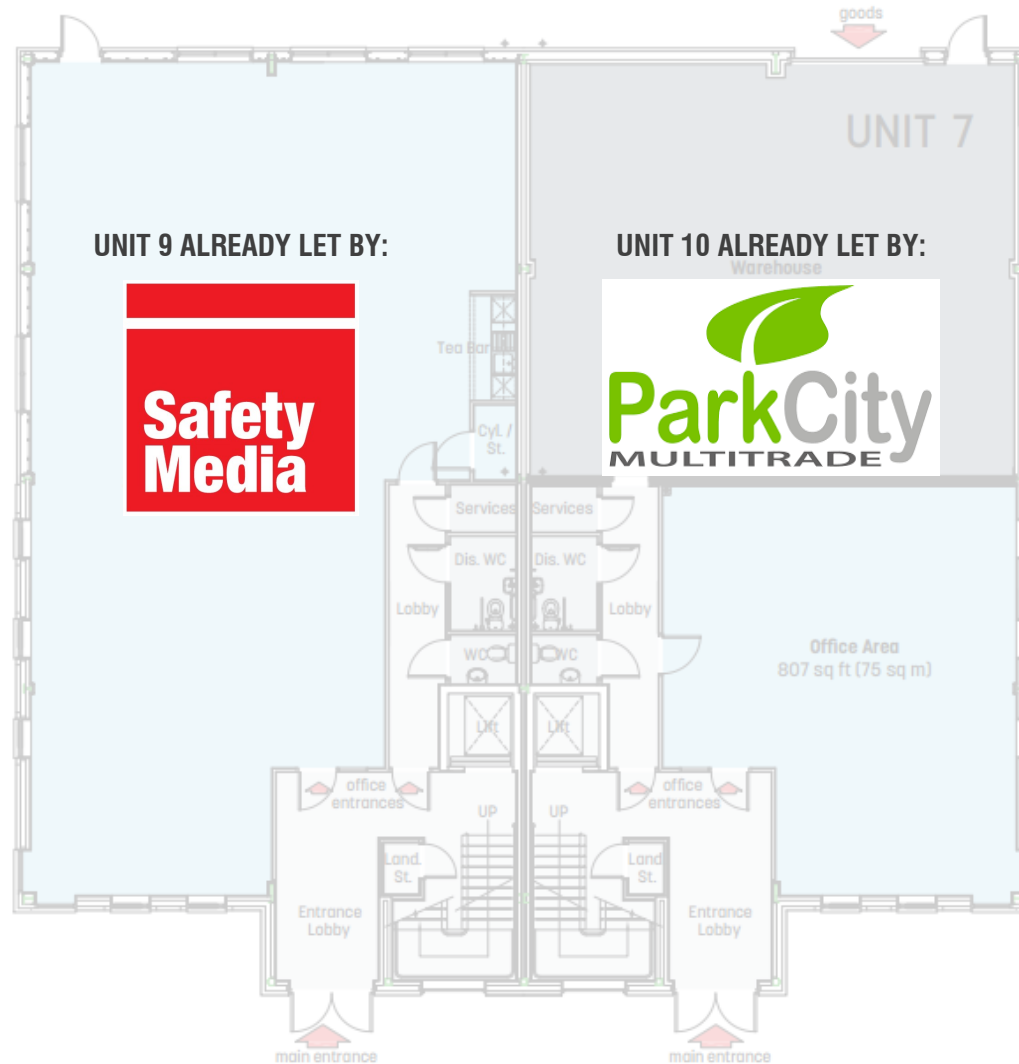 goods
UNIT 7
UNIT 9 ALREADY LET BY:
UNIT 10 ALREADY LET BY:
Warehouse
Safety
Media
ParkCity
MULTITRADE
Tea Bar
Cyl. /
St.
Services
Services
Dis. WC
Dis. WC
Lobby
Lobby
WC
WC
Office Area
807 sq ft (75 sq m)
Lift
Lift
office
entrances
office
entrances
UP
UP
Land.
St.
Land
St.
Entrance
Lobby
Entrance
Lobby
main entrance
main entrance